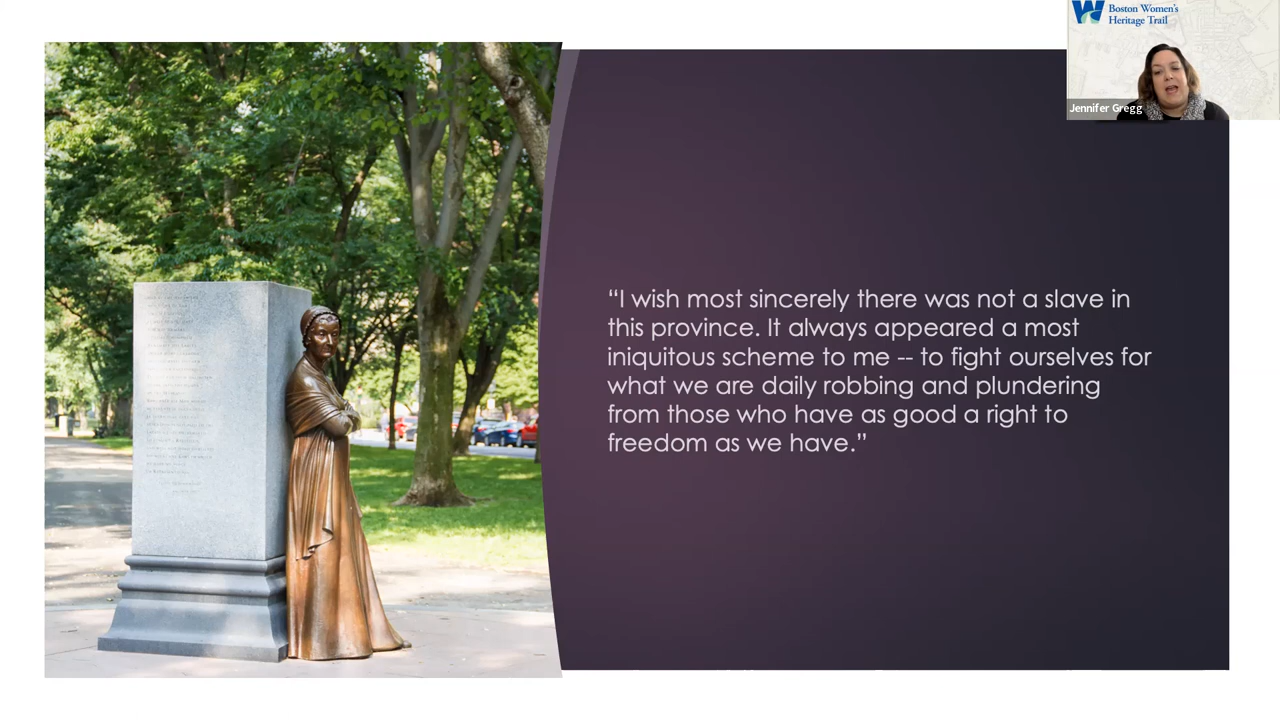 Boston Women's
Heritage Trail
Jennifer Gregg
“I wish most sincerely there was not a slave in
this province. It always appeared a most
iniquitous scheme to me -- to fight ourselves for
what we are daily robbing and plundering
from those who have as good a right to
freedom as we have.”